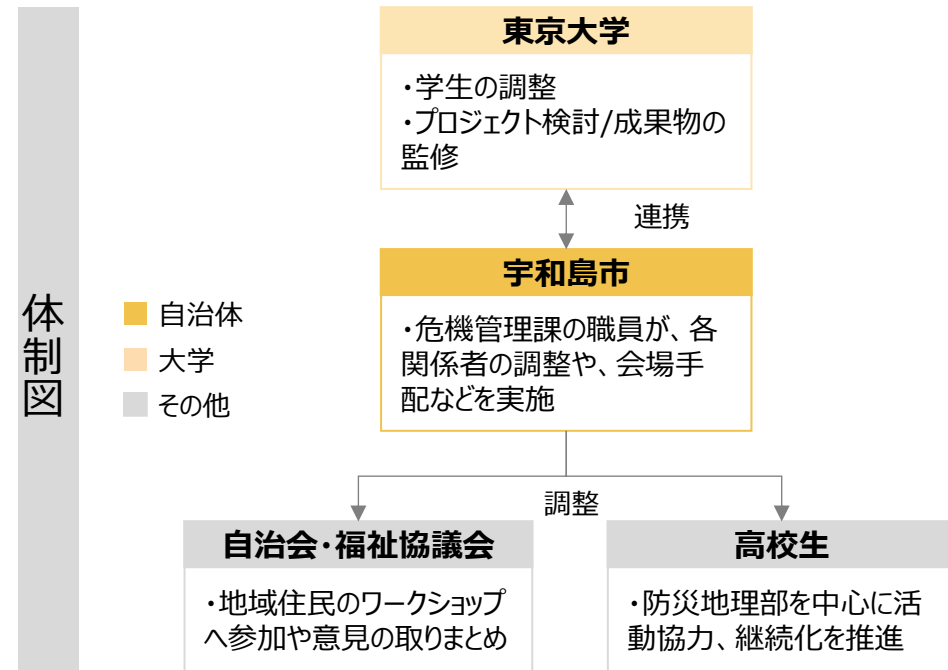 体制図
自治体
大学
その他
東京大学
・学生の調整
・プロジェクト検討/成果物の
監修
連携
宇和島市
・危機管理課の職員が、各
関係者の調整や、会場手
配などを実施
調整
自治会・福祉協議会
・地域住民のワークショップ
へ参加や意見の取りまとめ
高校生
・防災地理部を中心に活
動協力、継続化を推進